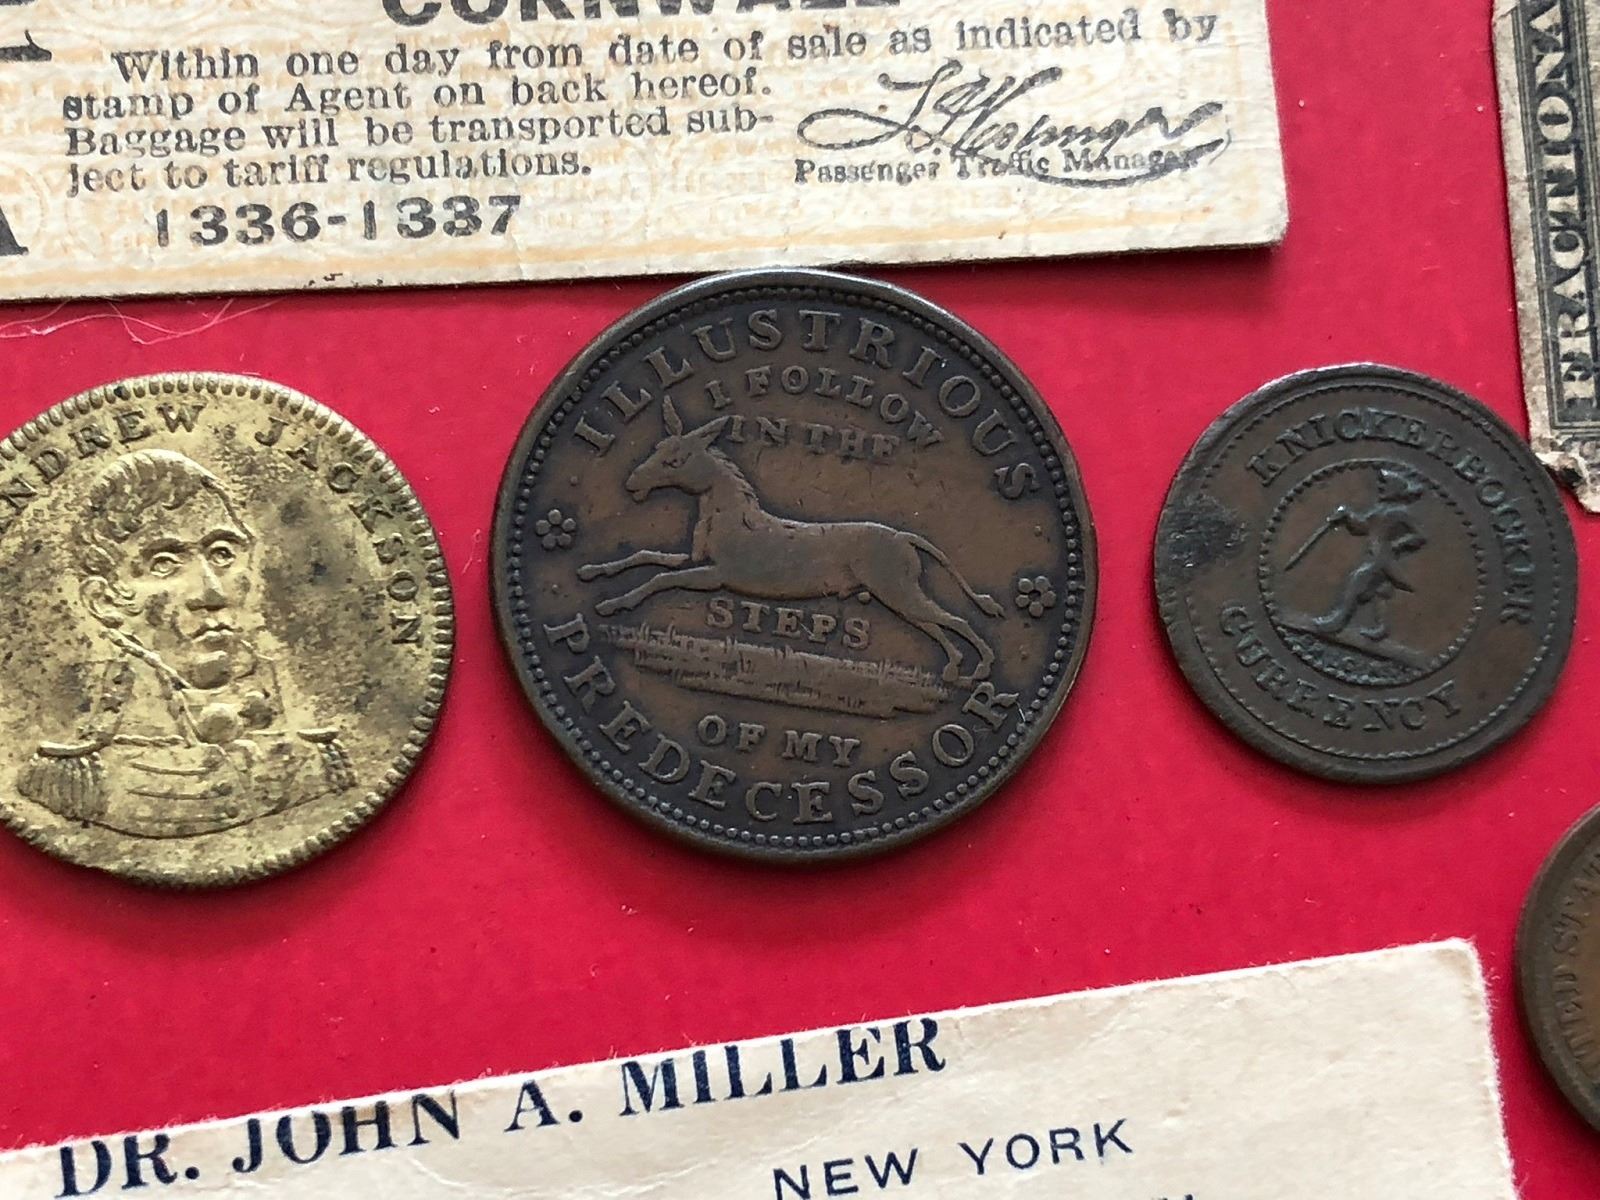 CORNWALL
Within one day from date of sale as indicated by
stamp of Agent on back hereof.
Baggage will be transported sub-
ject to tariff regulations.
Passenger Traffic Manager
1336-1337
FRACTIONA
ANDREW JACKSON
ILLUSTRIOUS
I FOLLOW
IN THE
STEPS
OF MY
PREDECESSOR
KNICKERBOCKER
CURRENCY
DR. JOHN A. MILLER
NEW YORK